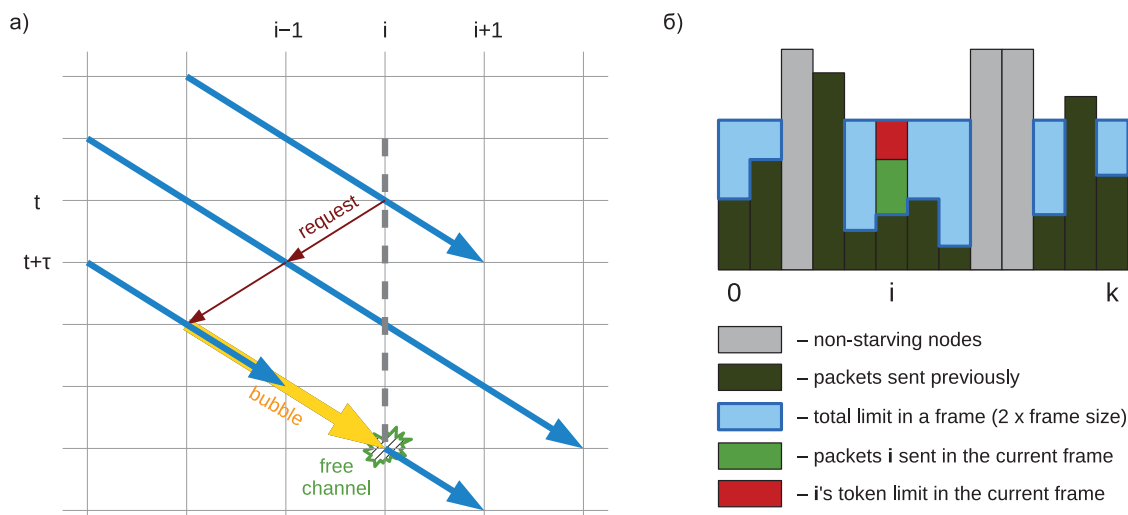 а)
i−1
i
i+1
t
t+τ
request
bubble
free
channel
б)
0
i
k
– non-starving nodes
– packets sent previously
– total limit in a frame (2 x frame size)
– packets i sent in the current frame
– i's token limit in the current frame